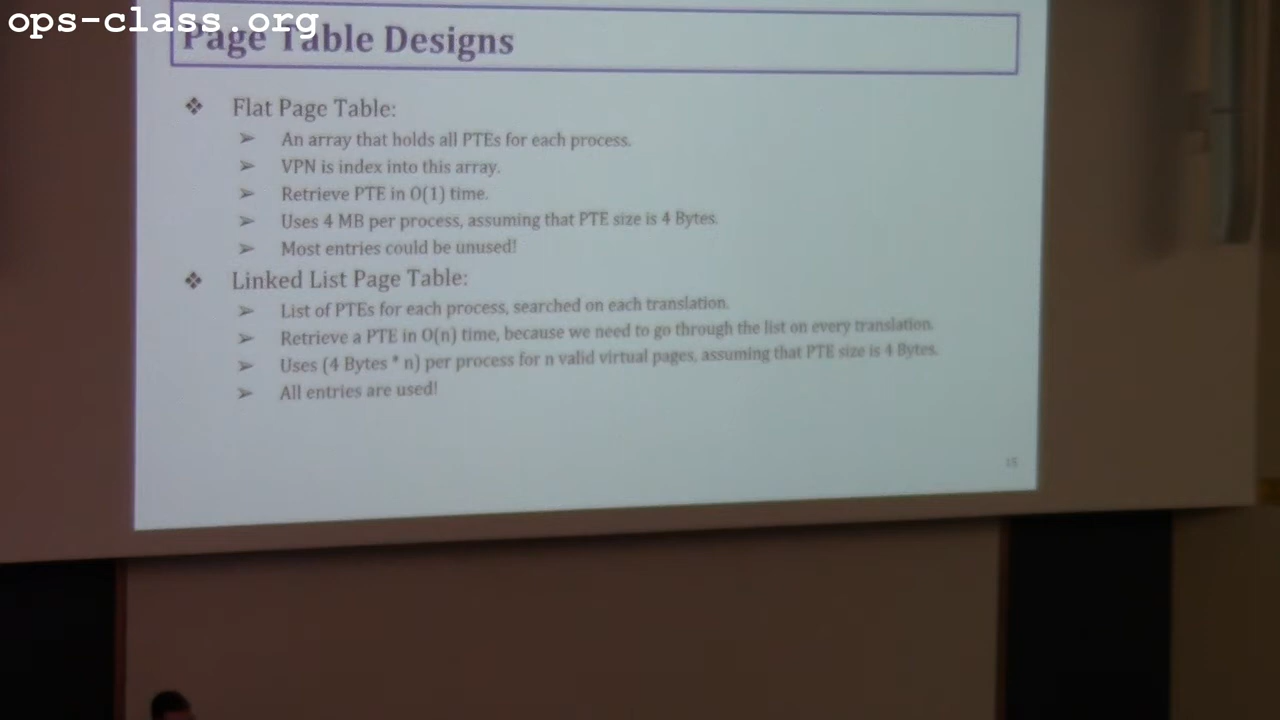 ops-class.org
Page Table Designs
❖ Flat Page Table:
➢ An array that holds all PTEs for each process.
➢ VPN is index into this array.
➢ Retrieve PTE in O(1) time.
➢ Uses 4 MB per process, assuming that PTE size is 4 Bytes.
➢ Most entries could be unused!
❖ Linked List Page Table:
➢ List of PTEs for each process, searched on each translation.
➢ Retrieve a PTE in O(n) time, because we need to go through the list on every translation.
➢ Uses (4 Bytes * n) per process for n valid virtual pages, assuming that PTE size is 4 Bytes.
➢ All entries are used!
15